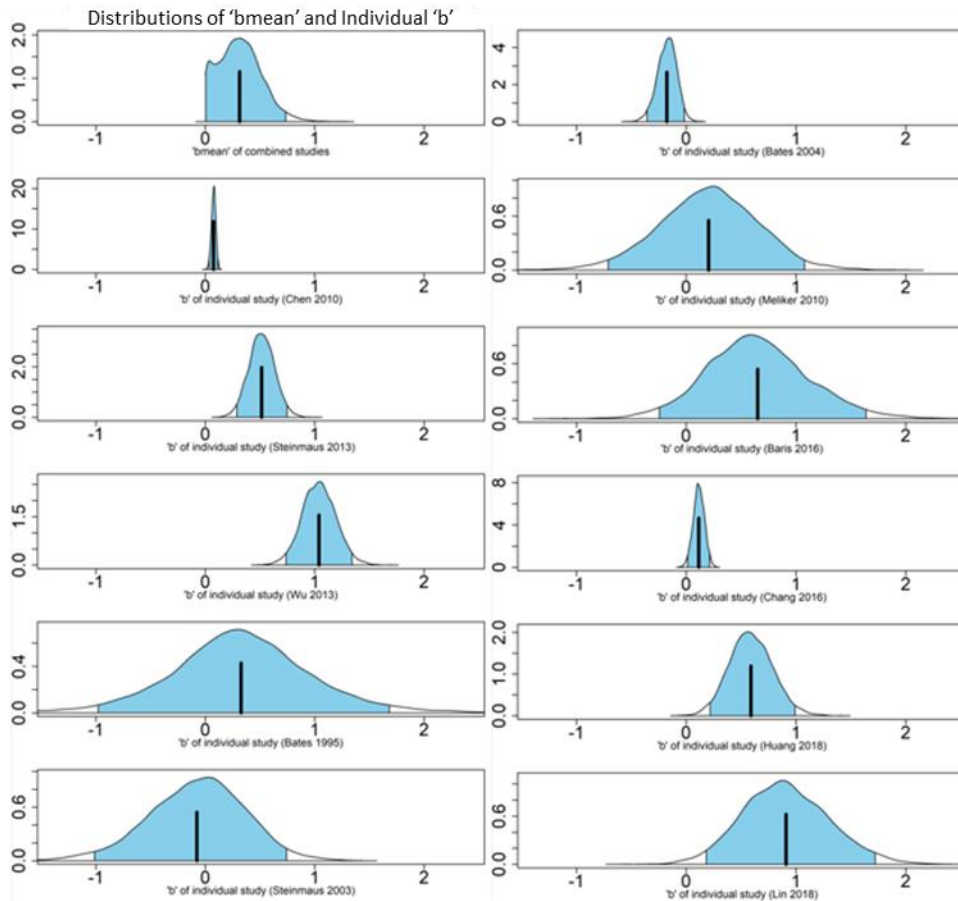 Distributions of ‘bmean’ and Individual ‘b’
0.0 1.0 2.0
-1 0 1 2
'bmean' of combined studies
0 2 4
-1 0 1 2
'b' of individual study (Bates 2004)
0 10 20
-1 0 1 2
'b' of individual study (Chen 2010)
0.0 0.6
-1 0 1 2
'b' of individual study (Meliker 2010)
0.0 2.0
-1 0 1 2
'b' of individual study (Steinmaus 2013)
0.0 0.6
-1 0 1 2
'b' of individual study (Baris 2016)
0.0 1.5
-1 0 1 2
'b' of individual study (Wu 2013)
0 4 8
-1 0 1 2
'b' of individual study (Chang 2016)
0.0 0.4
-1 0 1 2
'b' of individual study (Bates 1995)
0.0 1.0 2.0
-1 0 1 2
'b' of individual study (Huang 2018)
0.0 0.6
-1 0 1 2
'b' of individual study (Steinmaus 2003)
0.0 0.6
-1 0 1 2
'b' of individual study (Lin 2018)